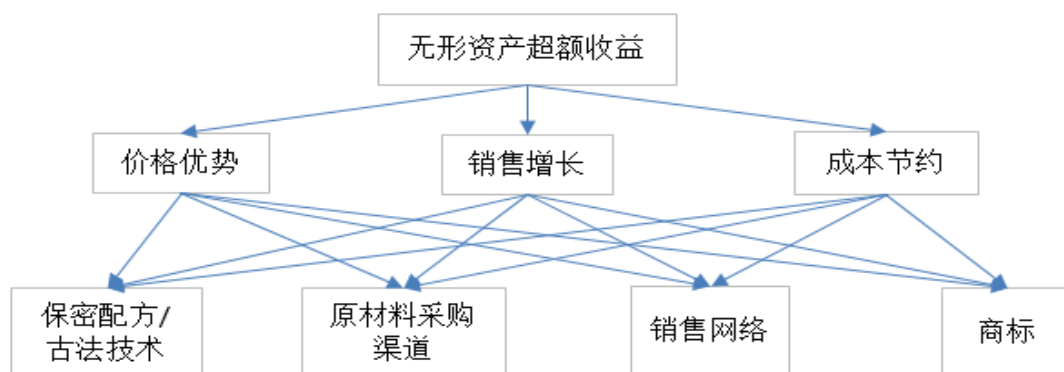 无形资产超额收益
价格优势
销售增长
成本节约
保密配方/
古法技术
原材料采购
渠道
销售网络
商标